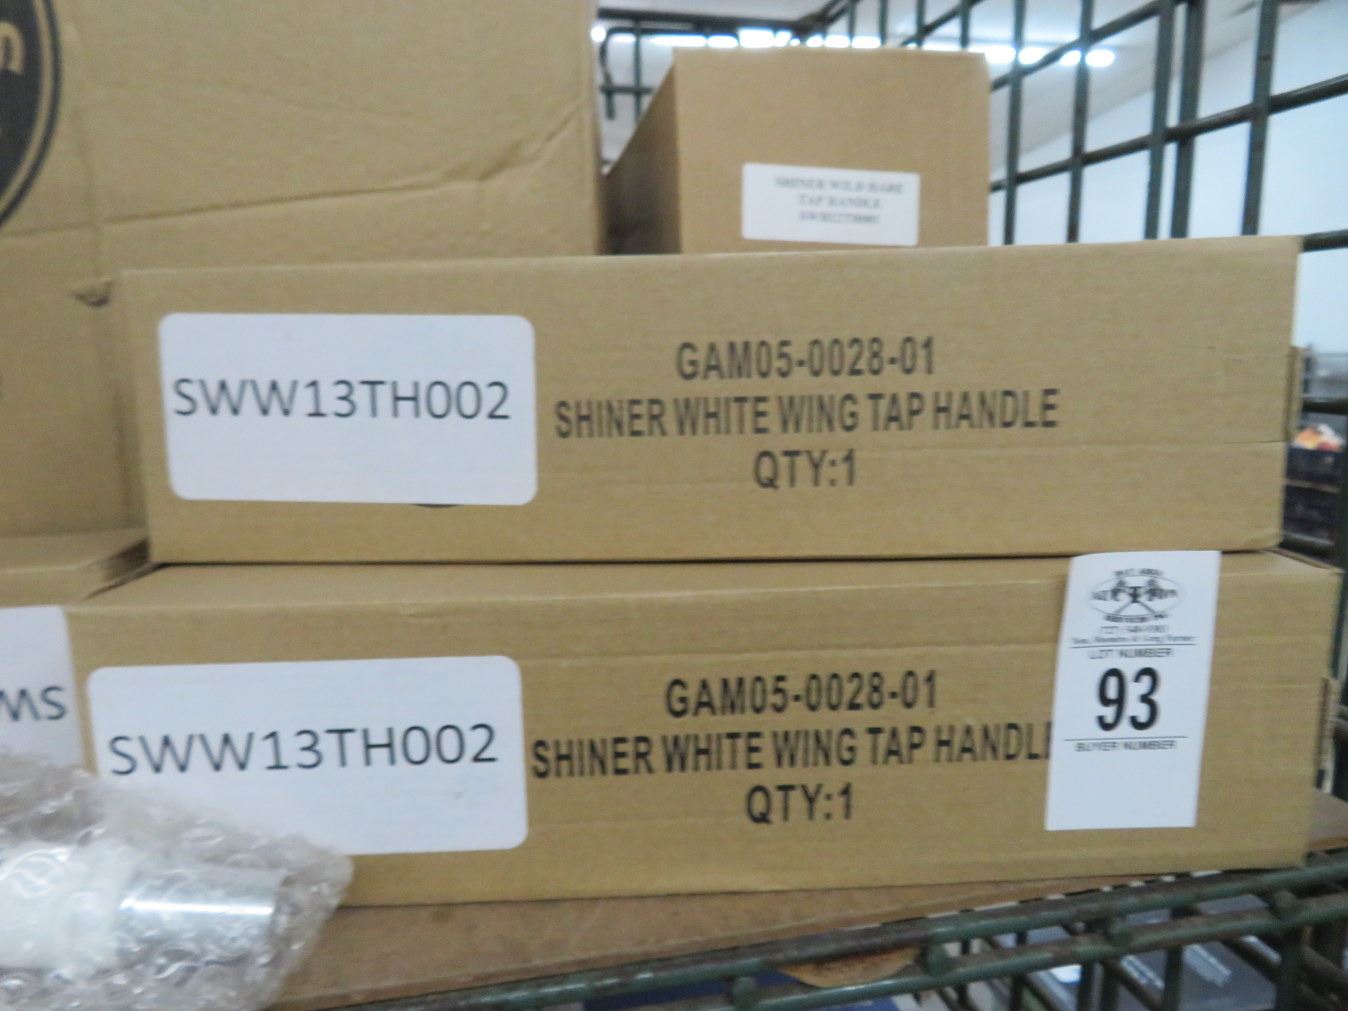 SHINER WILD HARE
TAP HANDLE
SWW13TH002
GAM05-0028-01
SHINER WHITE WING TAP HANDLE
QTY:1
MS
SWW13TH002
GAM05-0028-01
SHINER WHITE WING TAP HANDL
QTY:1
LOT NUMBER
93
BUYER NUMBER